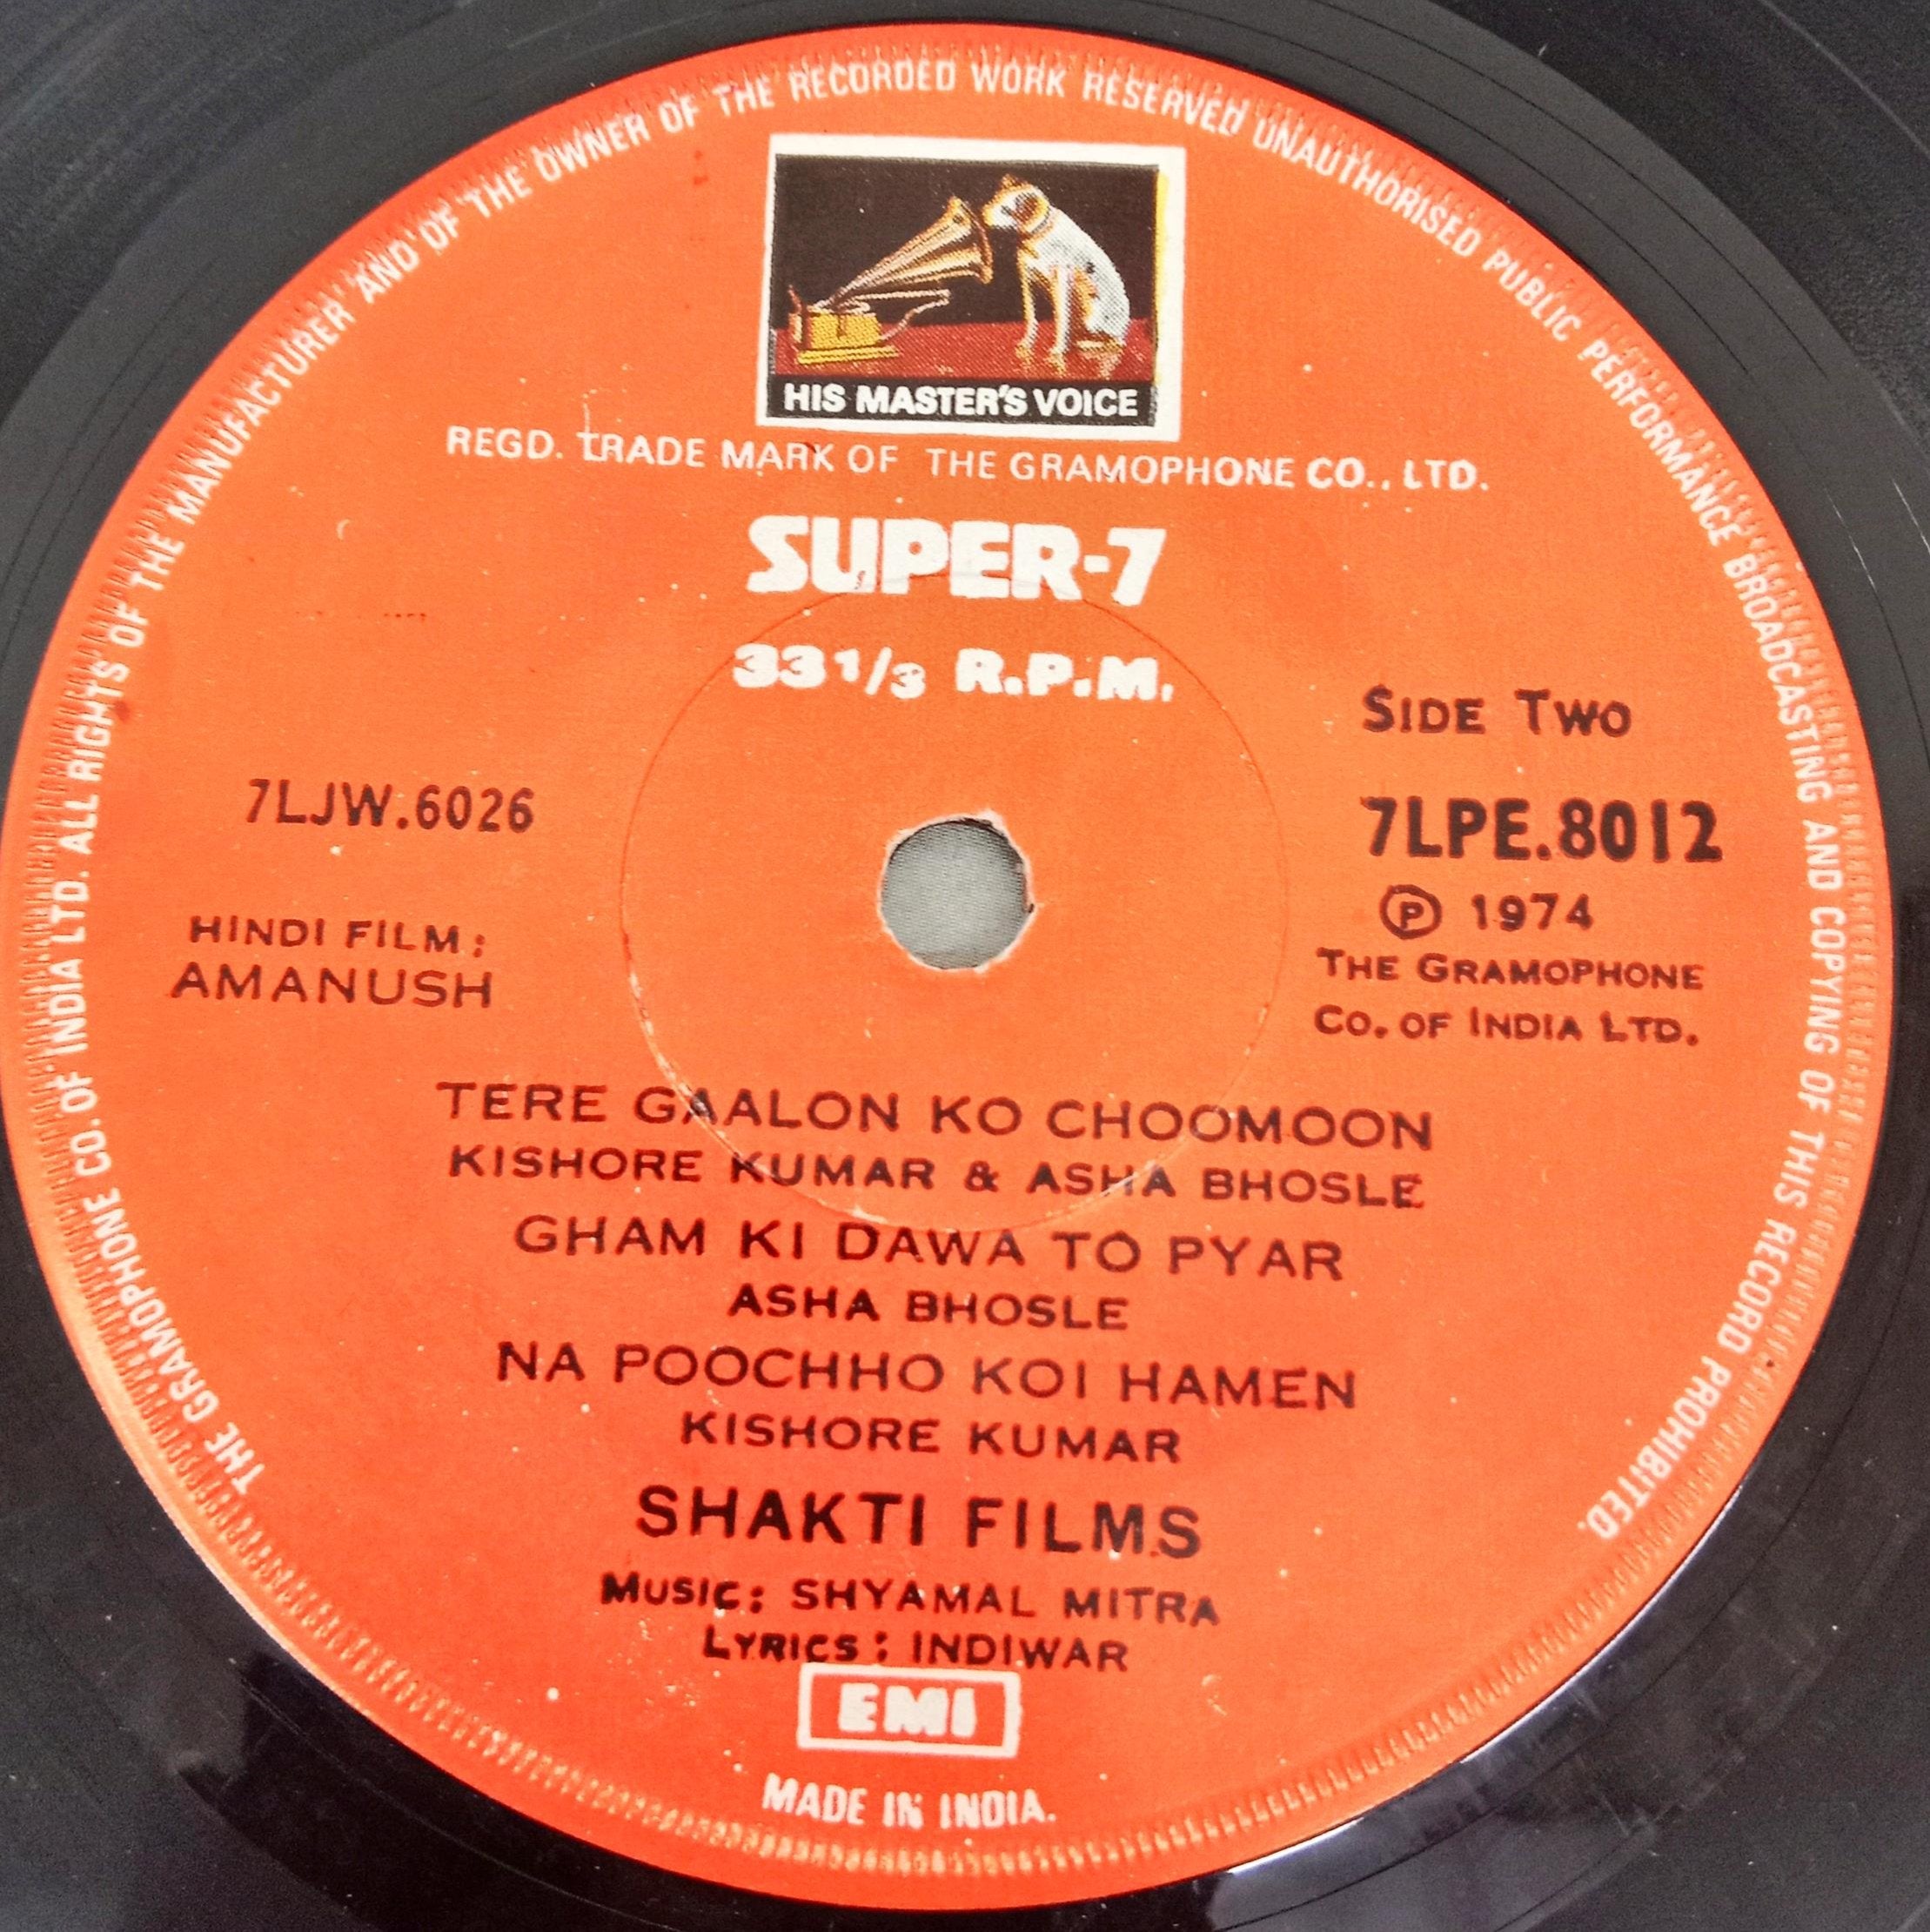 THE GRAMOPHONE CO. OF INDIA LTD. ALL RIGHTS OF THE MANUFACTURER AND OF THE OWNER OF THE RECORDED WORK RESERVED UNAUTHORISED PUBLIC PERFORMANCE BROADCASTING AND COPYING OF THIS RECORD PROHIBITED.
HIS MASTER'S VOICE
REGD. TRADE MARK OF THE GRAMOPHONE CO., LTD.
SUPER-7
33 1/3 R.P.M.
SIDE TWO
7LJW.6026
7LPE.8012
℗ 1974
HINDI FILM:
AMANUSH
THE GRAMOPHONE
CO. OF INDIA LTD.
TERE GAALON KO CHOOMOON
KISHORE KUMAR & ASHA BHOSLE
GHAM KI DAWA TO PYAR
ASHA BHOSLE
NA POOCHHO KOI HAMEN
KISHORE KUMAR
SHAKTI FILMS
MUSIC: SHYAMAL MITRA
LYRICS: INDIWAR
EMI
MADE IN INDIA.